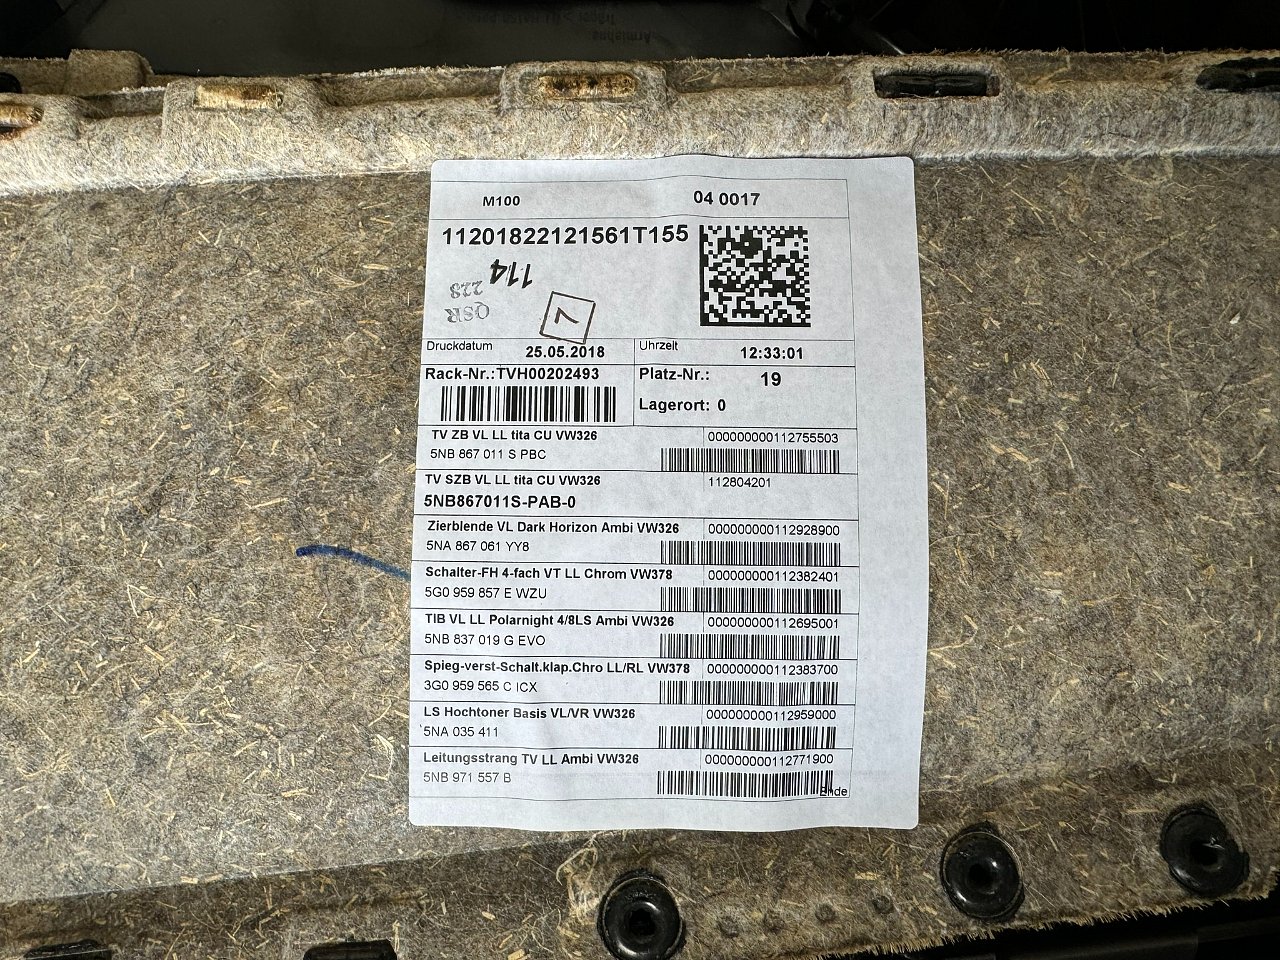 M100 04 0017
11201822121561T155
114
QSR
228
Druckdatum 25.05.2018 Uhrzeit 12:33:01
Rack-Nr.:TVH00202493 Platz-Nr.: 19
Lagerort: 0
TV ZB VL LL tita CU VW326 000000000112755503
5NB 867 011 S PBC
TV SZB VL LL tita CU VW326 112804201
5NB867011S-PAB-0
Zierblende VL Dark Horizon Ambi VW326 000000000112928900
5NA 867 061 YY8
Schalter-FH 4-fach VT LL Chrom VW378 000000000112382401
5G0 959 857 E WZU
TIB VL LL Polarnight 4/8LS Ambi VW326 000000000112695001
5NB 837 019 G EVO
Spieg-verst-Schalt.klap.Chro LL/RL VW378 000000000112383700
3G0 959 565 C ICX
LS Hochtoner Basis VL/VR VW326 000000000112959000
5NA 035 411
Leitungsstrang TV LL Ambi VW326 000000000112771900
5NB 971 557 B
Ende